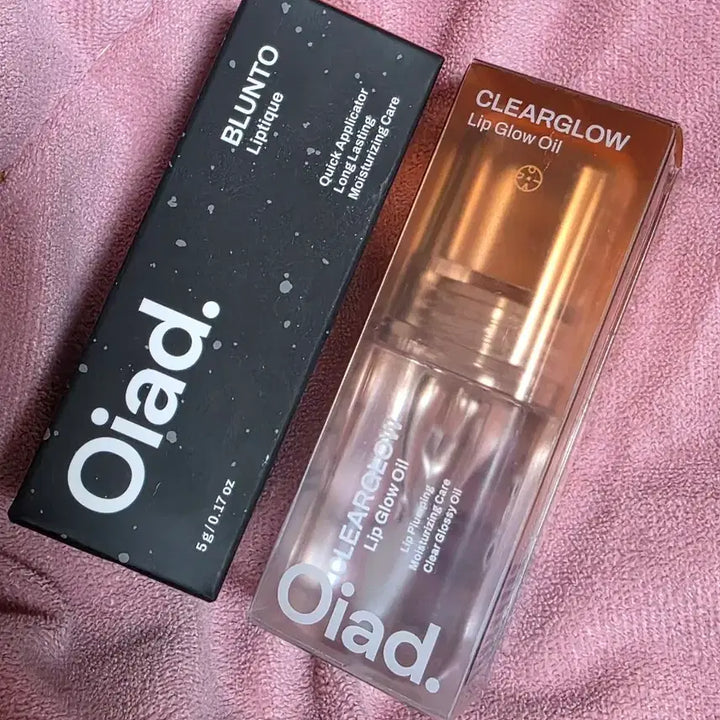 BLUNTO
Liptique
Quick Applicator
Long Lasting
Moisturizing Care
Oiad.
5 g/0.17 oz
CLEARGLOW
Lip Glow Oil
CLEARGLOW
Lip Glow Oil
Lip Plumping
Moisturizing Care
Clear Glossy Oil
Oiad.